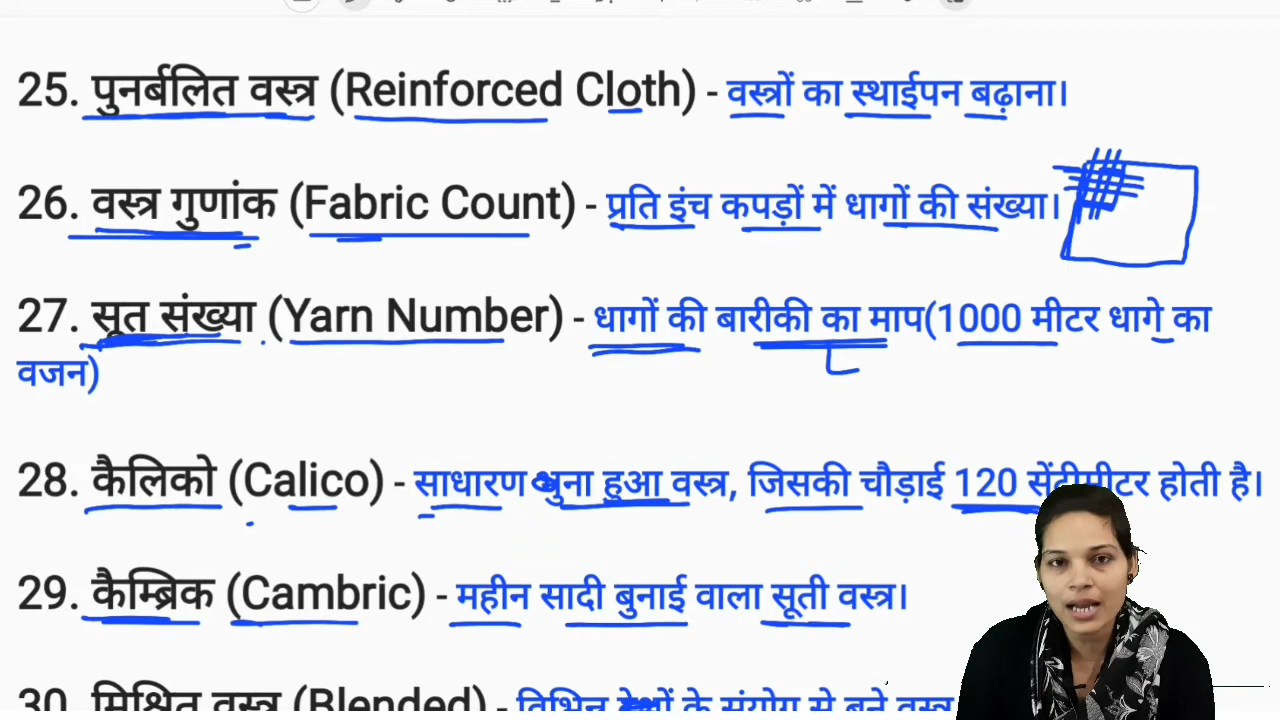 25. पुनर्बलित वस्त्र (Reinforced Cloth) - वस्त्रों का स्थाईपन बढ़ाना।
26. वस्त्र गुणांक (Fabric Count) - प्रति इंच कपड़ों में धागों की संख्या।
27. सूत संख्या (Yarn Number) - धागों की बारीकी का माप(1000 मीटर धागे का
वजन)
28. कैलिको (Calico) - साधारण बुना हुआ वस्त्र, जिसकी चौड़ाई 120 सेंटीमीटर होती है।
29. कैम्ब्रिक (Cambric) - महीन सादी बुनाई वाला सूती वस्त्र।
30. मिश्रित वस्त्र (Blended) - विभिन्न के संयोग से बने वस्त्र